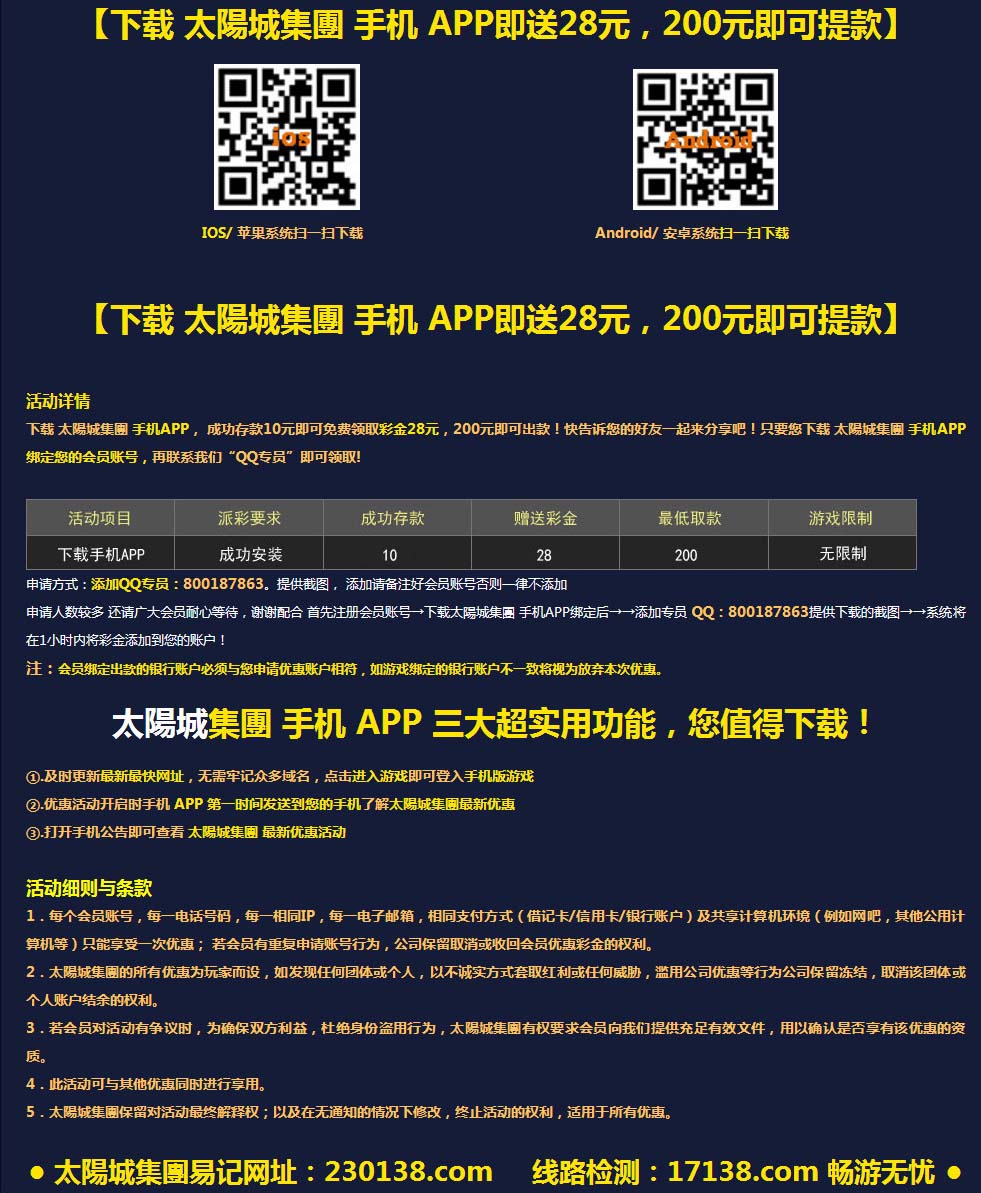 【下载 太陽城集團 手机 APP即送28元，200元即可提款】
ios
Android
IOS/ 苹果系统扫一扫下载
Android/ 安卓系统扫一扫下载
【下载 太陽城集團 手机 APP即送28元，200元即可提款】
活动详情
下载 太陽城集團 手机APP， 成功存款10元即可免费领取彩金28元，200元即可出款！快告诉您的好友一起来分享吧！只要您下载 太陽城集團 手机APP
绑定您的会员账号，再联系我们“QQ专员”即可领取!
活动项目 派彩要求 成功存款 赠送彩金 最低取款 游戏限制
下载手机APP 成功安装 10 28 200 无限制
申请方式：添加QQ专员：800187863。提供截图， 添加请备注好会员账号否则一律不添加
申请人数较多 还请广大会员耐心等待，谢谢配合 首先注册会员账号→下载太陽城集團 手机APP绑定后→→添加专员 QQ：800187863提供下载的截图→→系统将
在1小时内将彩金添加到您的账户！
注：会员绑定出款的银行账户必须与您申请优惠账户相符，如游戏绑定的银行账户不一致将视为放弃本次优惠。
太陽城集團 手机 APP 三大超实用功能，您值得下载！
①.及时更新最新最快网址，无需牢记众多域名，点击进入游戏即可登入手机版游戏
②.优惠活动开启时手机 APP 第一时间发送到您的手机了解太陽城集團最新优惠
③.打开手机公告即可查看 太陽城集團 最新优惠活动
活动细则与条款
1．每个会员账号，每一电话号码，每一相同IP，每一电子邮箱，相同支付方式（借记卡/信用卡/银行账户）及共享计算机环境（例如网吧，其他公用计
算机等）只能享受一次优惠； 若会员有重复申请账号行为，公司保留取消或收回会员优惠彩金的权利。
2．太陽城集團的所有优惠为玩家而设，如发现任何团体或个人，以不诚实方式套取红利或任何威胁，滥用公司优惠等行为公司保留冻结，取消该团体或
个人账户结余的权利。
3．若会员对活动有争议时，为确保双方利益，杜绝身份盗用行为，太陽城集團有权要求会员向我们提供充足有效文件，用以确认是否享有该优惠的资
质。
4．此活动可与其他优惠同时进行享用。
5．太陽城集團保留对活动最终解释权；以及在无通知的情况下修改，终止活动的权利，适用于所有优惠。
● 太陽城集團易记网址：230138.com 线路检测：17138.com 畅游无忧 ●